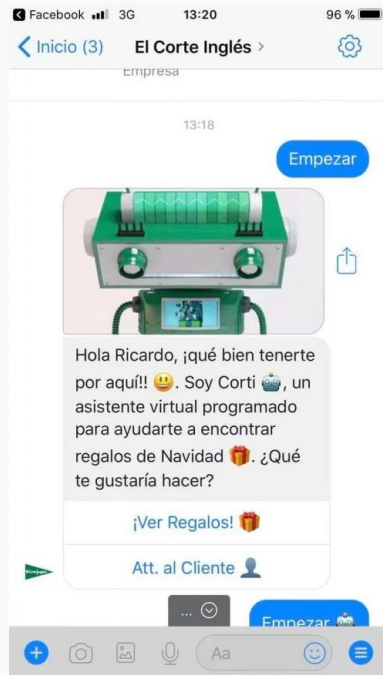 Facebook 3G 13:20 96 %
Inicio (3) El Corte Inglés
Empresa
13:18
Empezar
Hola Ricardo, ¡qué bien tenerte
por aquí!! 😃. Soy Corti 🤖, un
asistente virtual programado
para ayudarte a encontrar
regalos de Navidad 🎁. ¿Qué
te gustaría hacer?
¡Ver Regalos! 🎁
Att. al Cliente 👤
...
Empezar 🤖
Aa